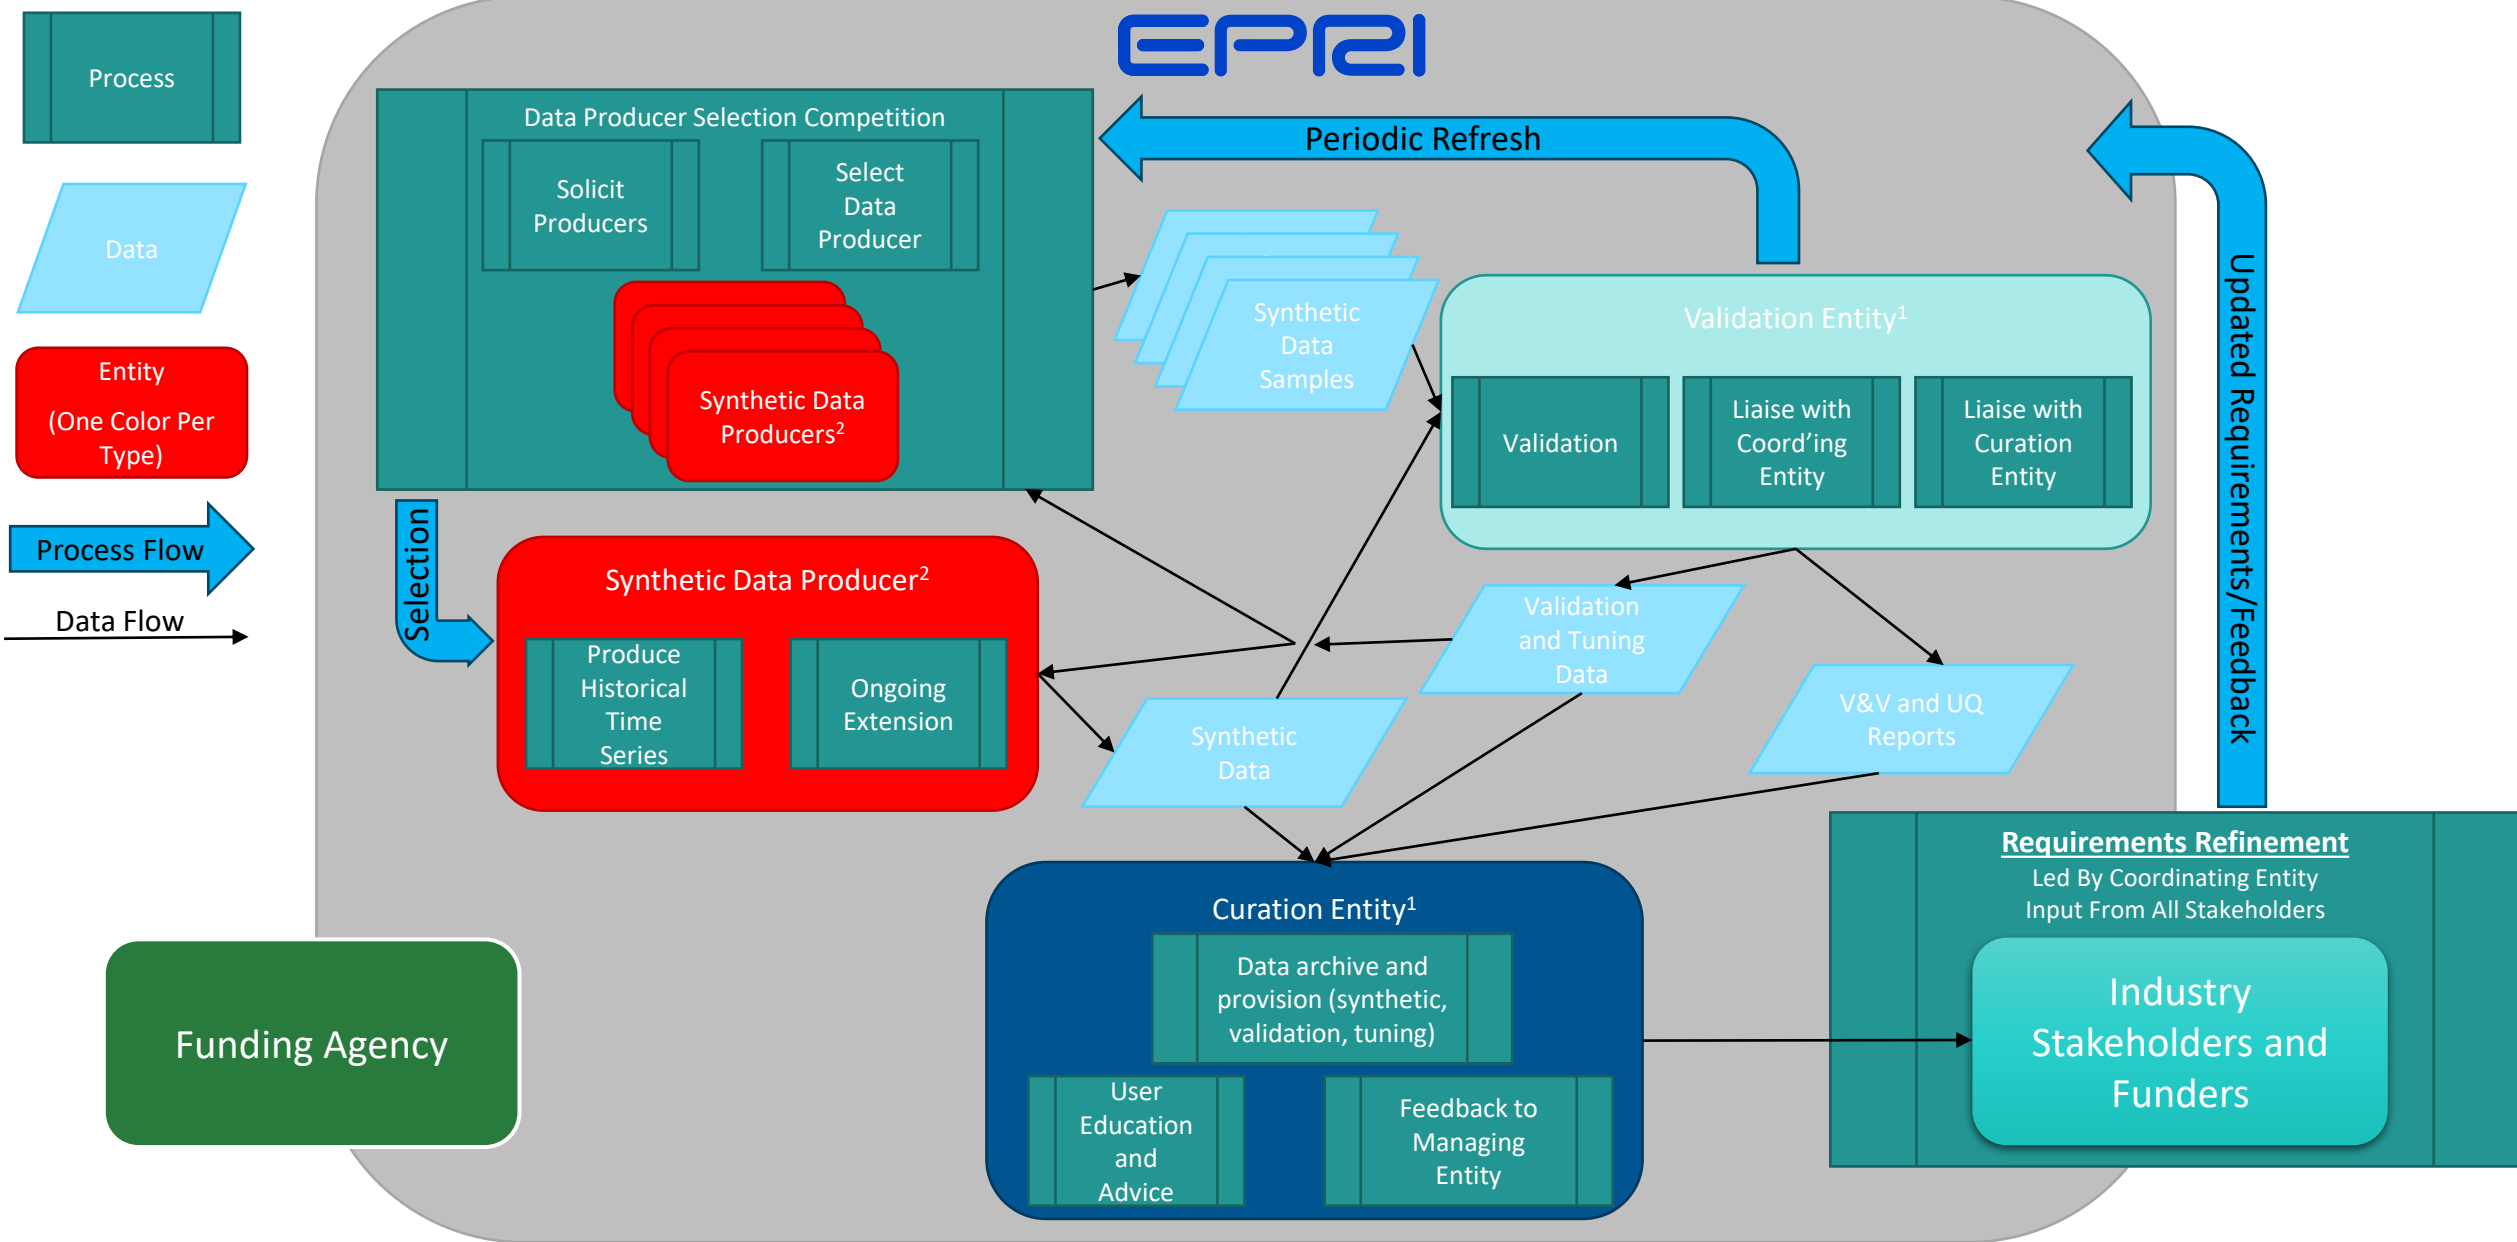 EPRI
Process
Data
Entity
(One Color Per
Type)
Process Flow
Data Flow
Data Producer Selection Competition
Solicit
Producers
Select
Data
Producer
Synthetic Data
Producers²
Periodic Refresh
Synthetic
Data
Samples
Validation Entity¹
Validation
Liaise with
Coord’ing
Entity
Liaise with
Curation
Entity
Updated Requirements/Feedback
Selection
Synthetic Data Producer²
Produce
Historical
Time
Series
Ongoing
Extension
Validation
and Tuning
Data
Synthetic
Data
V&V and UQ
Reports
Curation Entity¹
Data archive and
provision (synthetic,
validation, tuning)
User
Education
and
Advice
Feedback to
Managing
Entity
Requirements Refinement
Led By Coordinating Entity
Input From All Stakeholders
Industry
Stakeholders and
Funders
Funding Agency